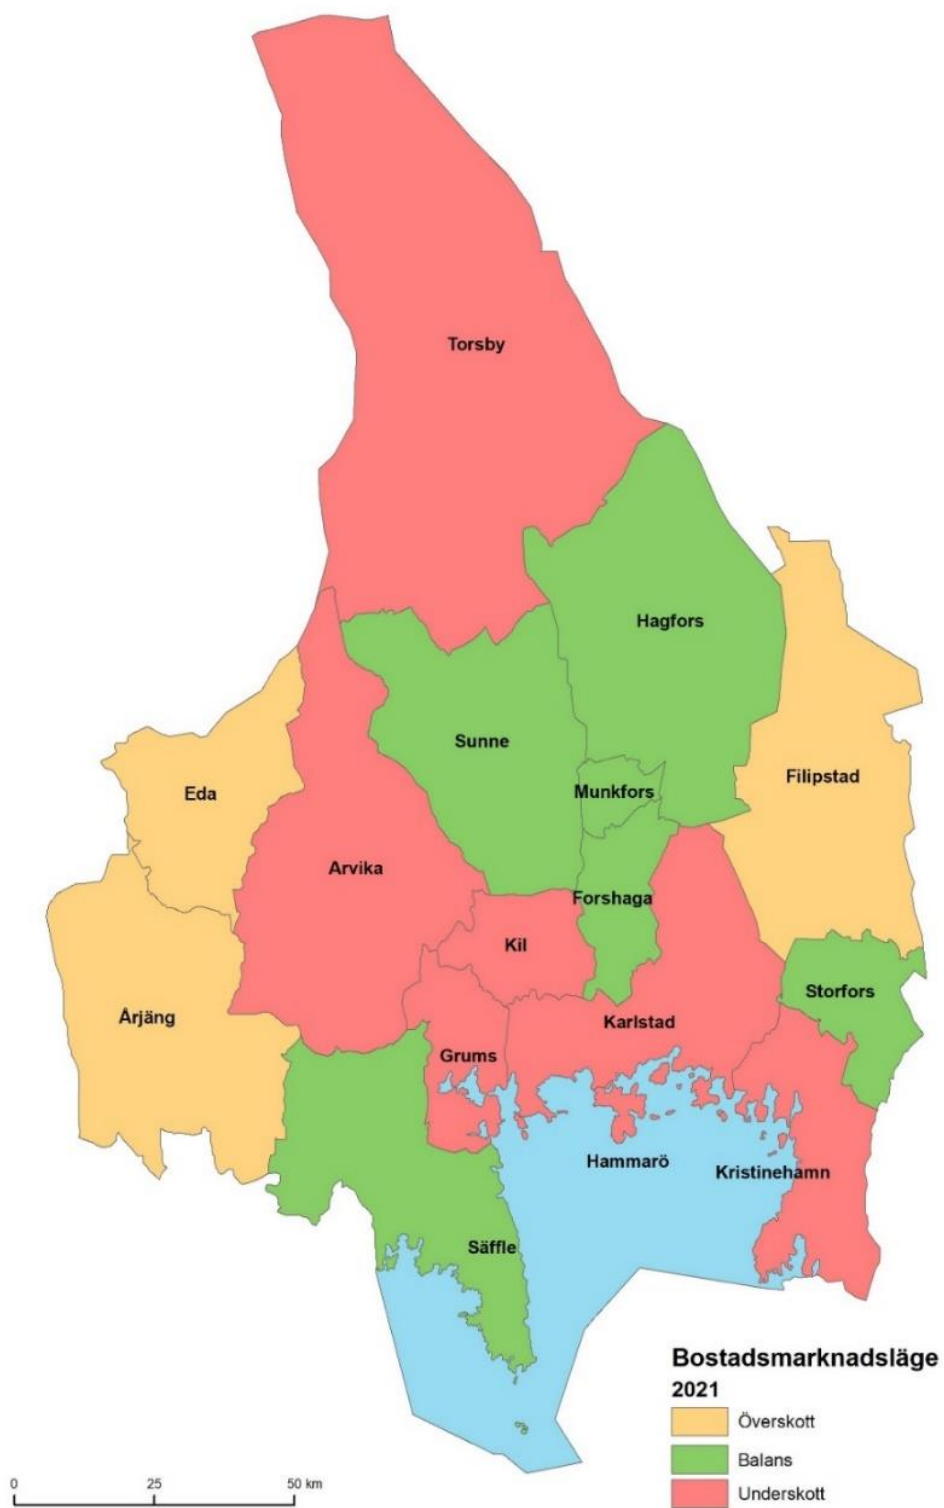 Torsby
Hagfors
Sunne
Filipstad
Munkfors
Eda
Arvika
Forshaga
Kil
Storfors
Årjäng
Karlstad
Grums
Hammarö
Kristinehamn
Säffle
Bostadsmarknadsläge
2021
Överskott
Balans
Underskott
0 25 50 km